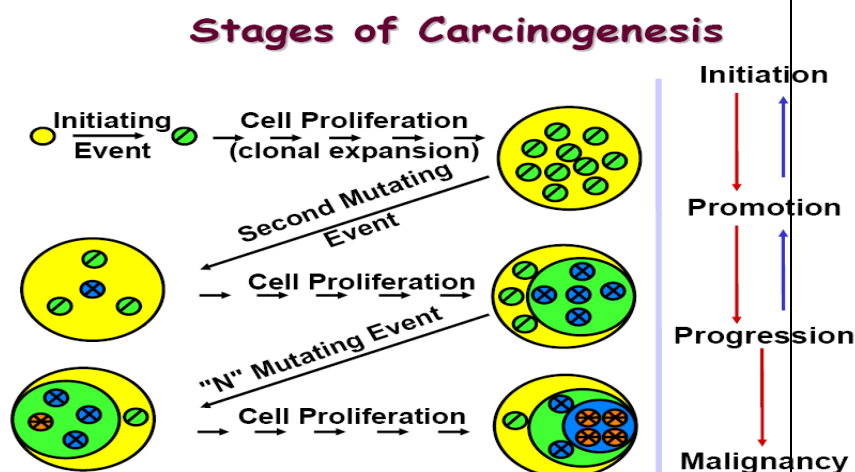 Stages of Carcinogenesis
Initiating
Event
Cell Proliferation
(clonal expansion)
Second Mutating
Event
Cell Proliferation
"N" Mutating Event
Cell Proliferation
Initiation
Promotion
Progression
Malignancy